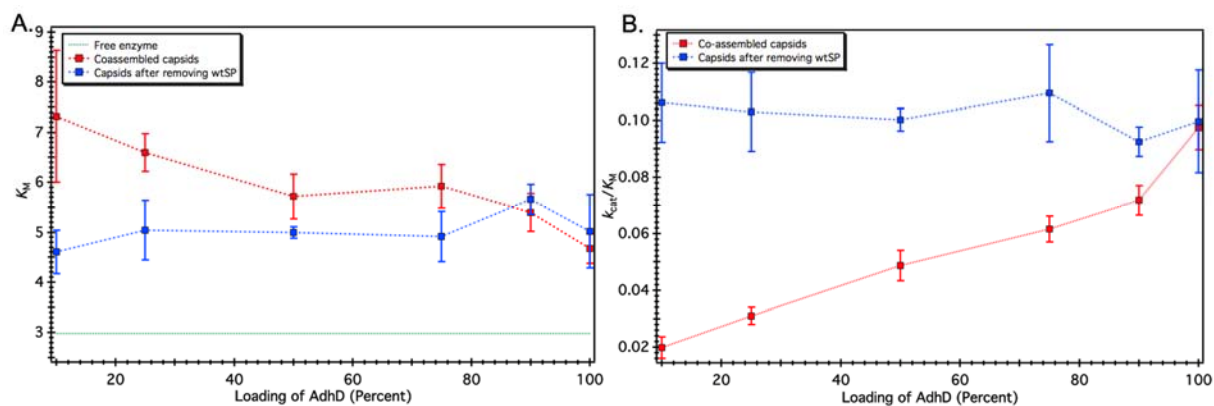 A.
9
8
7
6
5
4
3
K_M
Free enzyme
Coassembled capsids
Capsids after removing wtSP
20
40
60
80
100
Loading of AdhD (Percent)
B.
0.12
0.10
0.08
0.06
0.04
0.02
k_cat/K_M
Co-assembled capsids
Capsids after removing wtSP
20
40
60
80
100
Loading of AdhD (Percent)